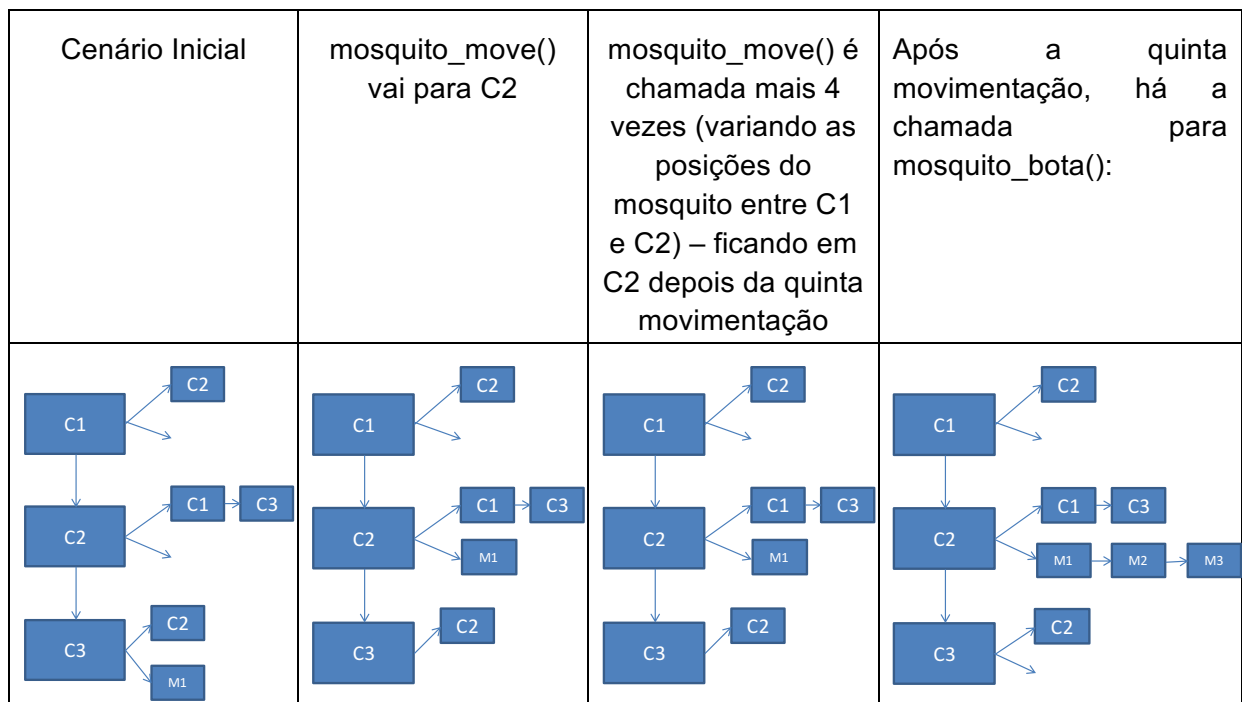 Cenário Inicial
mosquito_move()
vai para C2
mosquito_move() é
chamada mais 4
vezes (variando as
posições do
mosquito entre C1
e C2) – ficando em
C2 depois da quinta
movimentação
Após a quinta
movimentação, há a
chamada para
mosquito_bota():
C2
C1
C1 C3
C2
C2
C3
M1
C2
C1
C1 C3
C2
M1
C2
C3
C2
C1
C1 C3
C2
M1
C2
C3
C2
C1
C1 C3
C2
M1 M2 M3
C2
C3